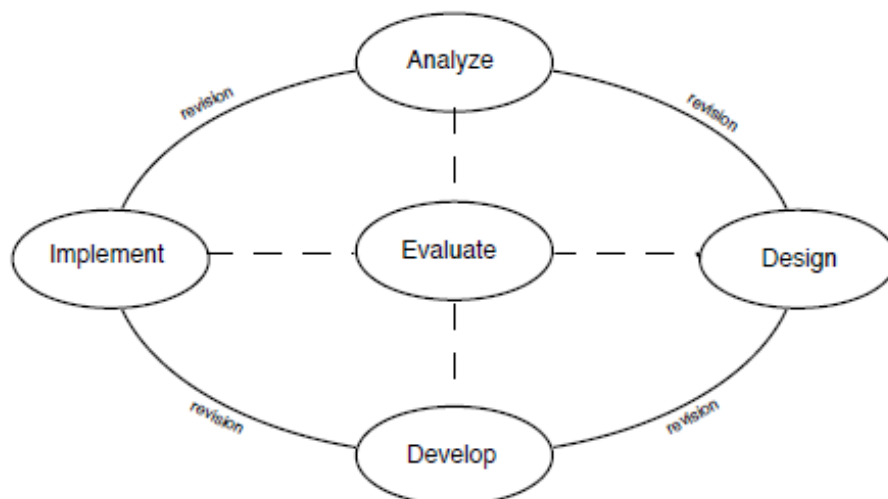 Analyze
revision
revision
Implement
Evaluate
Design
revision
revision
Develop